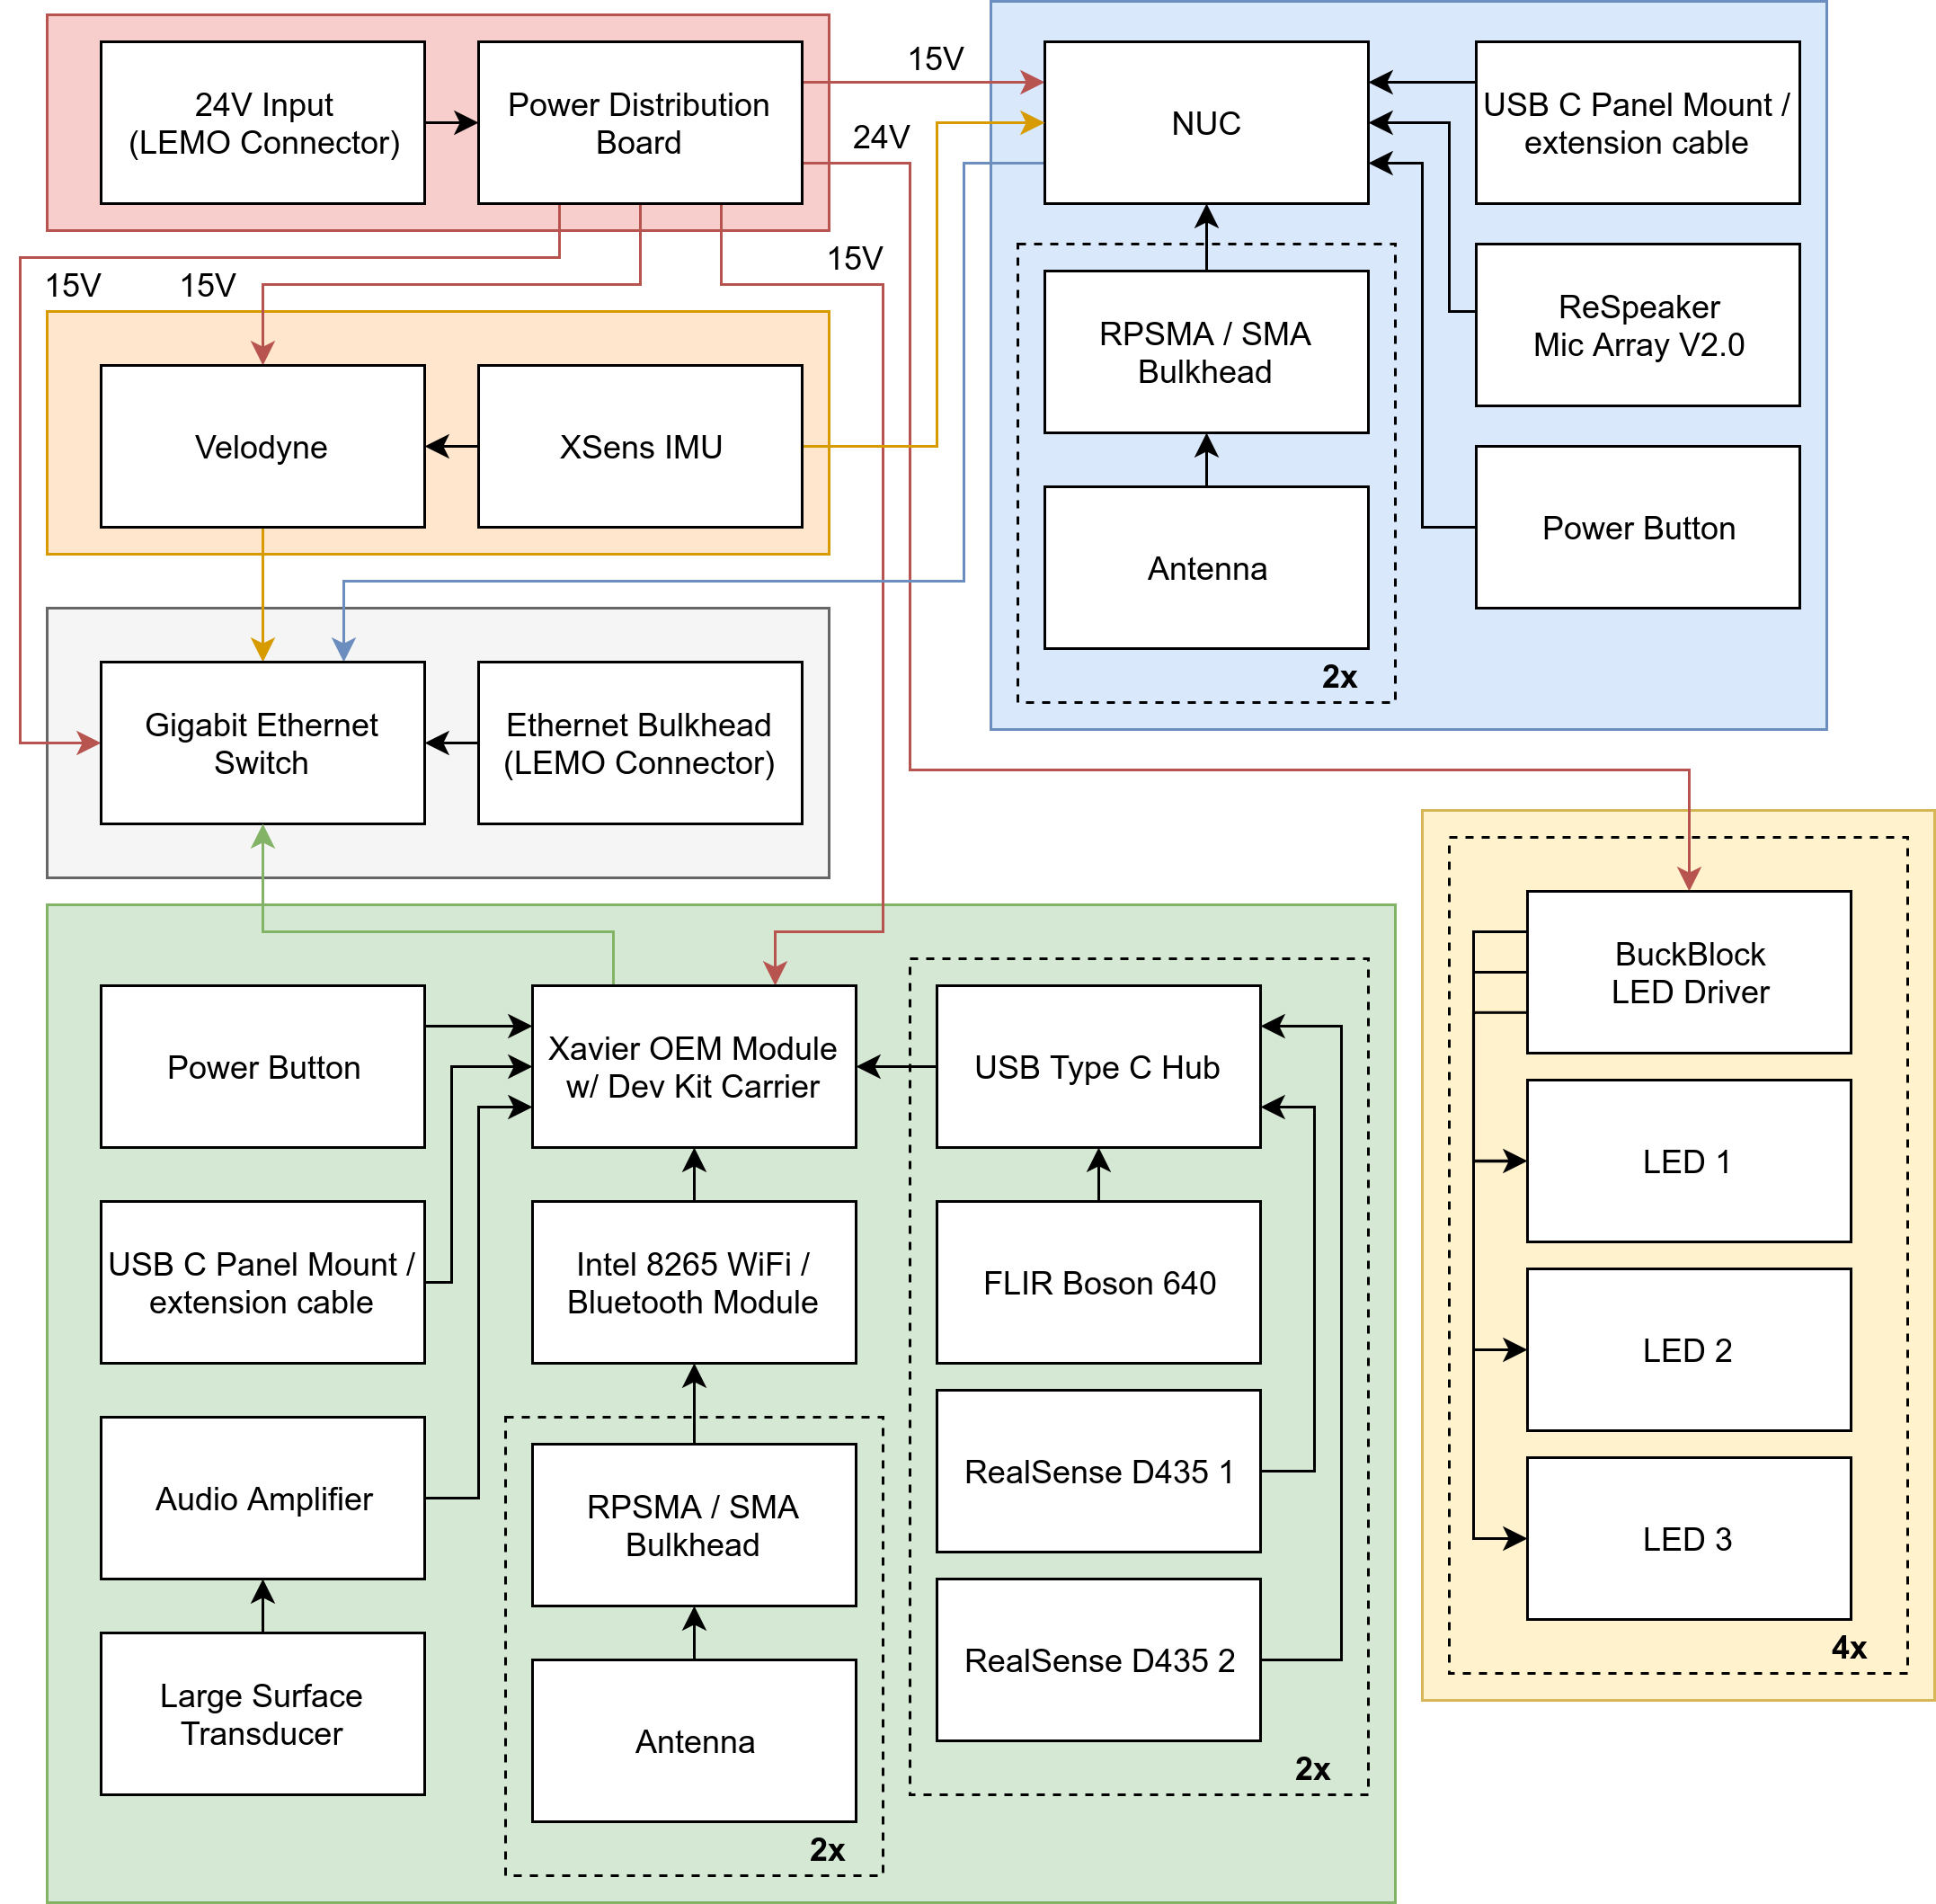 24V Input
(LEMO Connector)
Power Distribution
Board
15V
24V
15V
15V
15V
NUC
USB C Panel Mount /
extension cable
RPSMA / SMA
Bulkhead
ReSpeaker
Mic Array V2.0
Antenna
Power Button
2x
Velodyne
XSens IMU
Gigabit Ethernet
Switch
Ethernet Bulkhead
(LEMO Connector)
Power Button
Xavier OEM Module
w/ Dev Kit Carrier
USB Type C Hub
USB C Panel Mount /
extension cable
Intel 8265 WiFi /
Bluetooth Module
FLIR Boson 640
Audio Amplifier
RPSMA / SMA
Bulkhead
RealSense D435 1
Large Surface
Transducer
Antenna
RealSense D435 2
2x
2x
BuckBlock
LED Driver
LED 1
LED 2
LED 3
4x